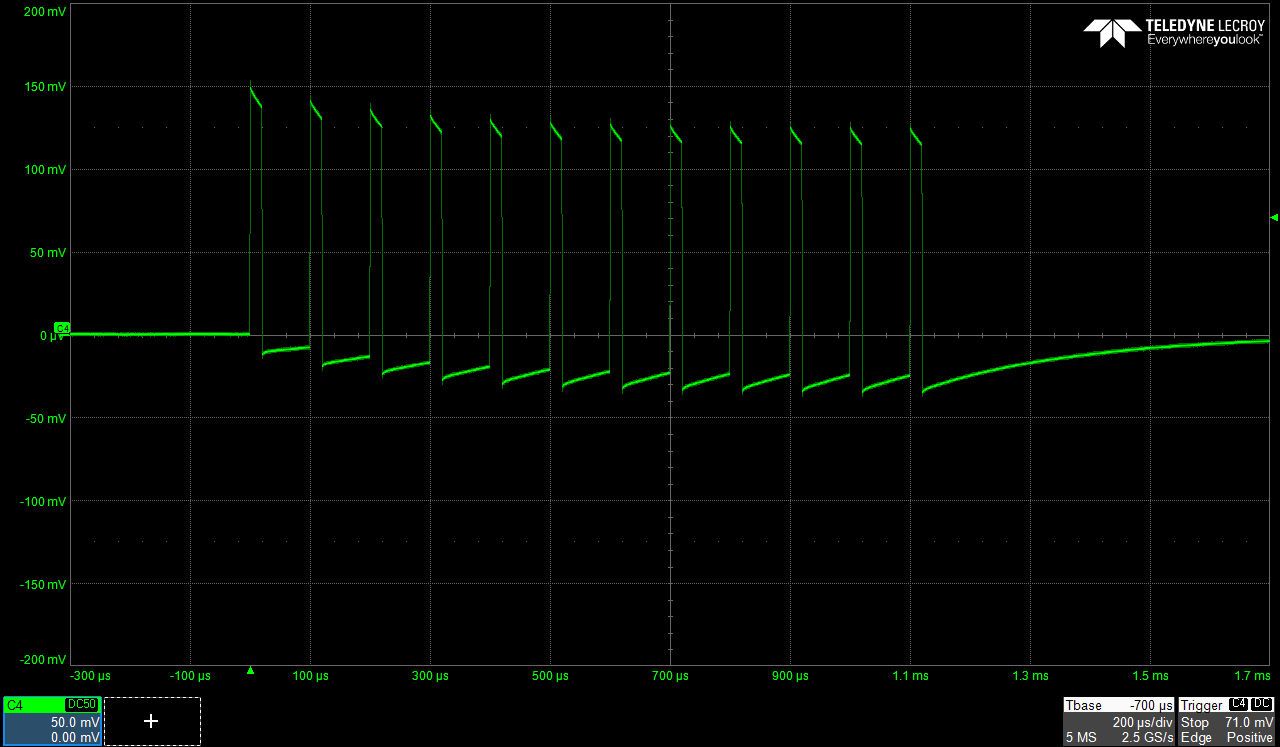 200 mV
TELEDYNE LECROY
Everywhereyoulook™
150 mV
100 mV
50 mV
C4
0 µV
-50 mV
-100 mV
-150 mV
-200 mV
-300 µs -100 µs 100 µs 300 µs 500 µs 700 µs 900 µs 1.1 ms 1.3 ms 1.5 ms 1.7 ms
C4 DC50
50.0 mV
0.00 mV
+
Tbase -700 µs
200 µs/div
5 MS 2.5 GS/s
Trigger C4 DC
Stop 71.0 mV
Edge Positive